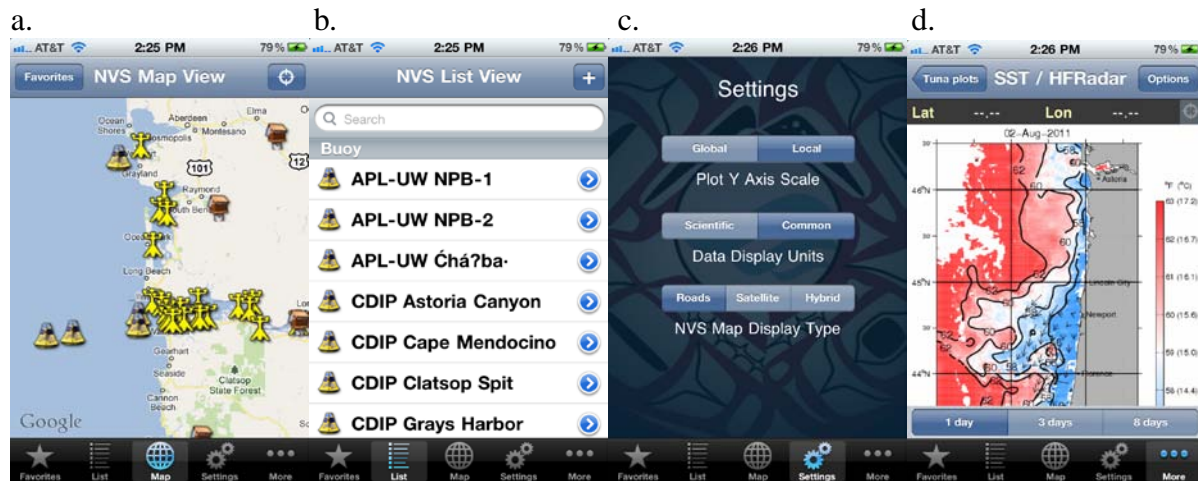 a.
AT&T 2:25 PM 79%
Favorites NVS Map View
Ocean Shores
Aberdeen
Elma
Montesano
Grayland
101
12
Raymond
Long Beach
Gearhart
Seaside
Cannon Beach
Clatsop State Forest
Google
Favorites List Map Settings More
b.
AT&T 2:25 PM 79%
NVS List View +
Search
Buoy
APL-UW NPB-1
APL-UW NPB-2
APL-UW Ćhá?ba·
CDIP Astoria Canyon
CDIP Cape Mendocino
CDIP Clatsop Spit
CDIP Grays Harbor
Favorites List Map Settings More
c.
AT&T 2:26 PM 79%
Settings
Global Local
Plot Y Axis Scale
Scientific Common
Data Display Units
Roads Satellite Hybrid
NVS Map Display Type
Favorites List Map Settings More
d.
AT&T 2:26 PM 79%
Tuna plots SST / HFRadar Options
Lat --.-- Lon --.--
02-Aug-2011
Astoria
46°N
45°N
44°N
Lincoln City
Newport
Florence
°F (°C)
63 (17.2)
62 (16.7)
61 (16.1)
60 (15.6)
59 (15.0)
58 (14.4)
1 day 3 days 8 days
Favorites List Map Settings More